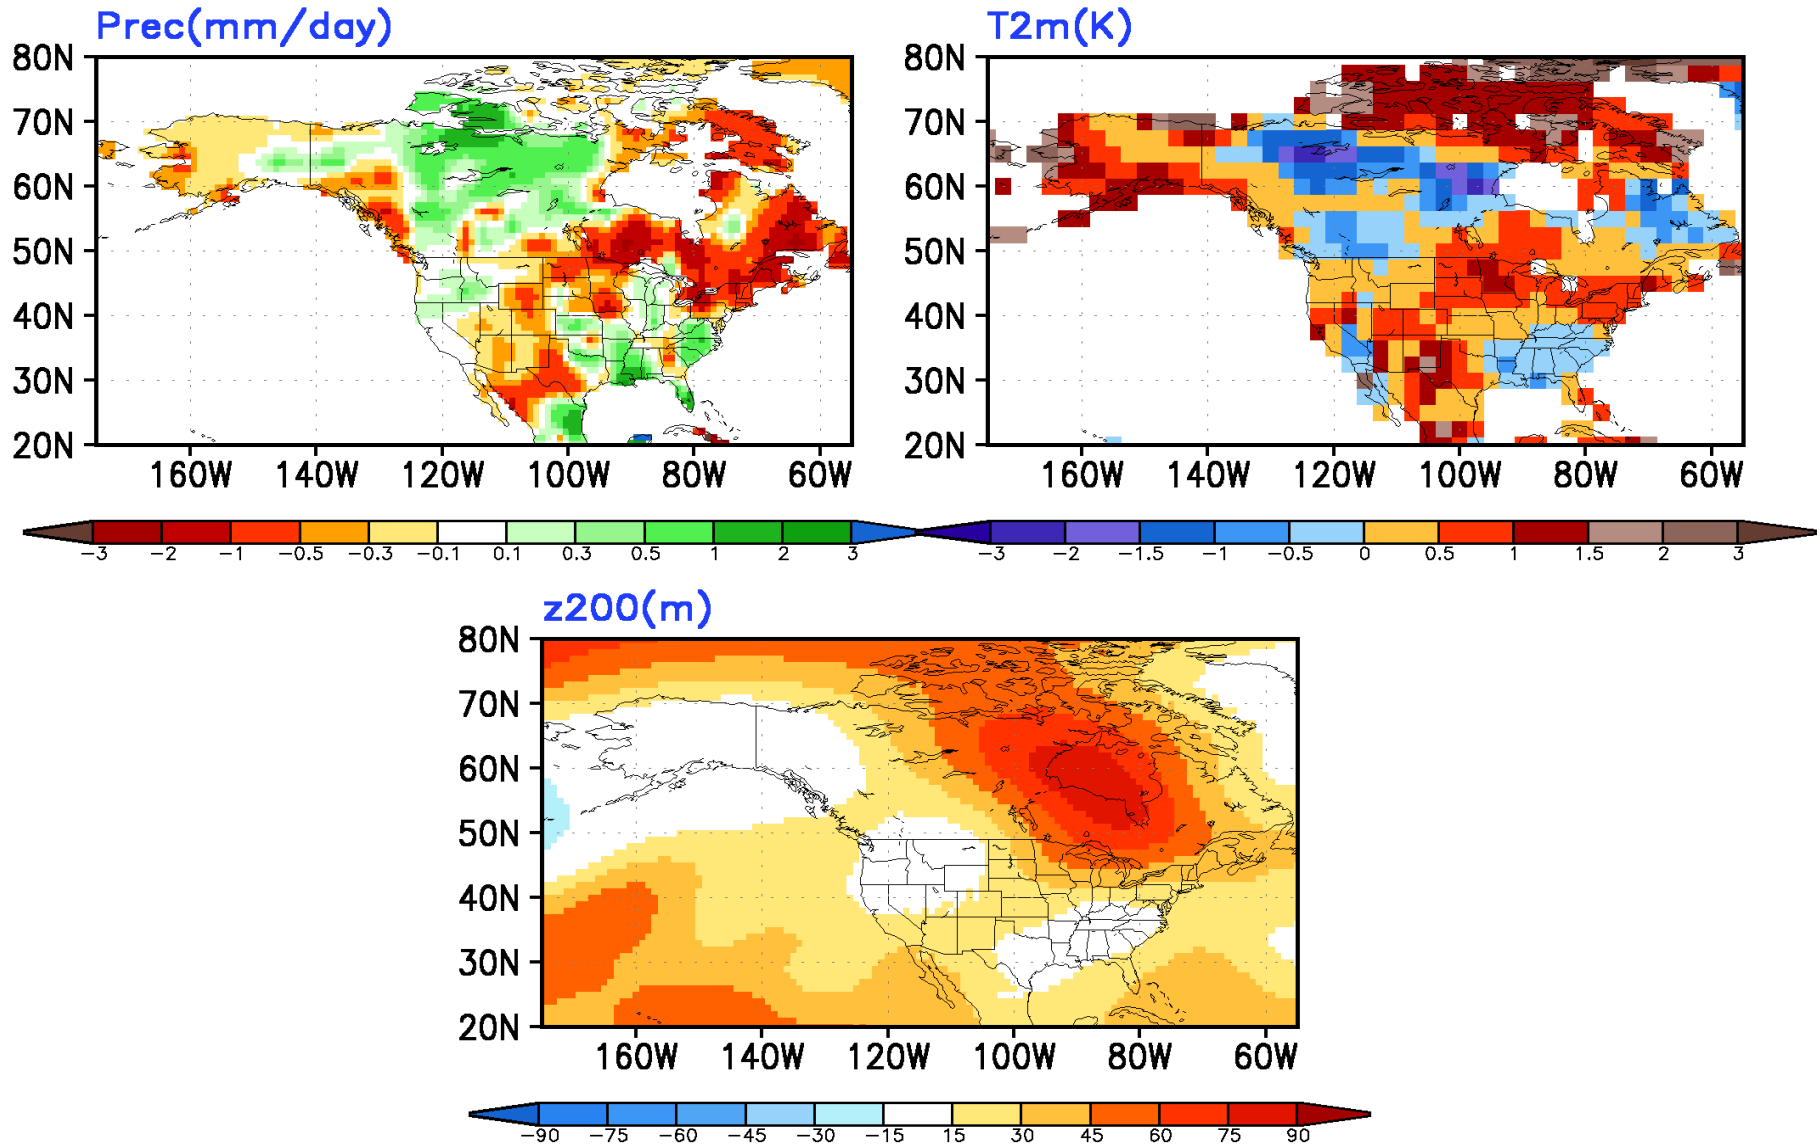 Prec(mm/day)
T2m(K)
80N
70N
60N
50N
40N
30N
20N
160W 140W 120W 100W 80W 60W
80N
70N
60N
50N
40N
30N
20N
160W 140W 120W 100W 80W 60W
−3 −2 −1 −0.5 −0.3 −0.1 0.1 0.3 0.5 1 2 3
−3 −2 −1.5 −1 −0.5 0 0.5 1 1.5 2 3
z200(m)
80N
70N
60N
50N
40N
30N
20N
160W 140W 120W 100W 80W 60W
−90 −75 −60 −45 −30 −15 15 30 45 60 75 90